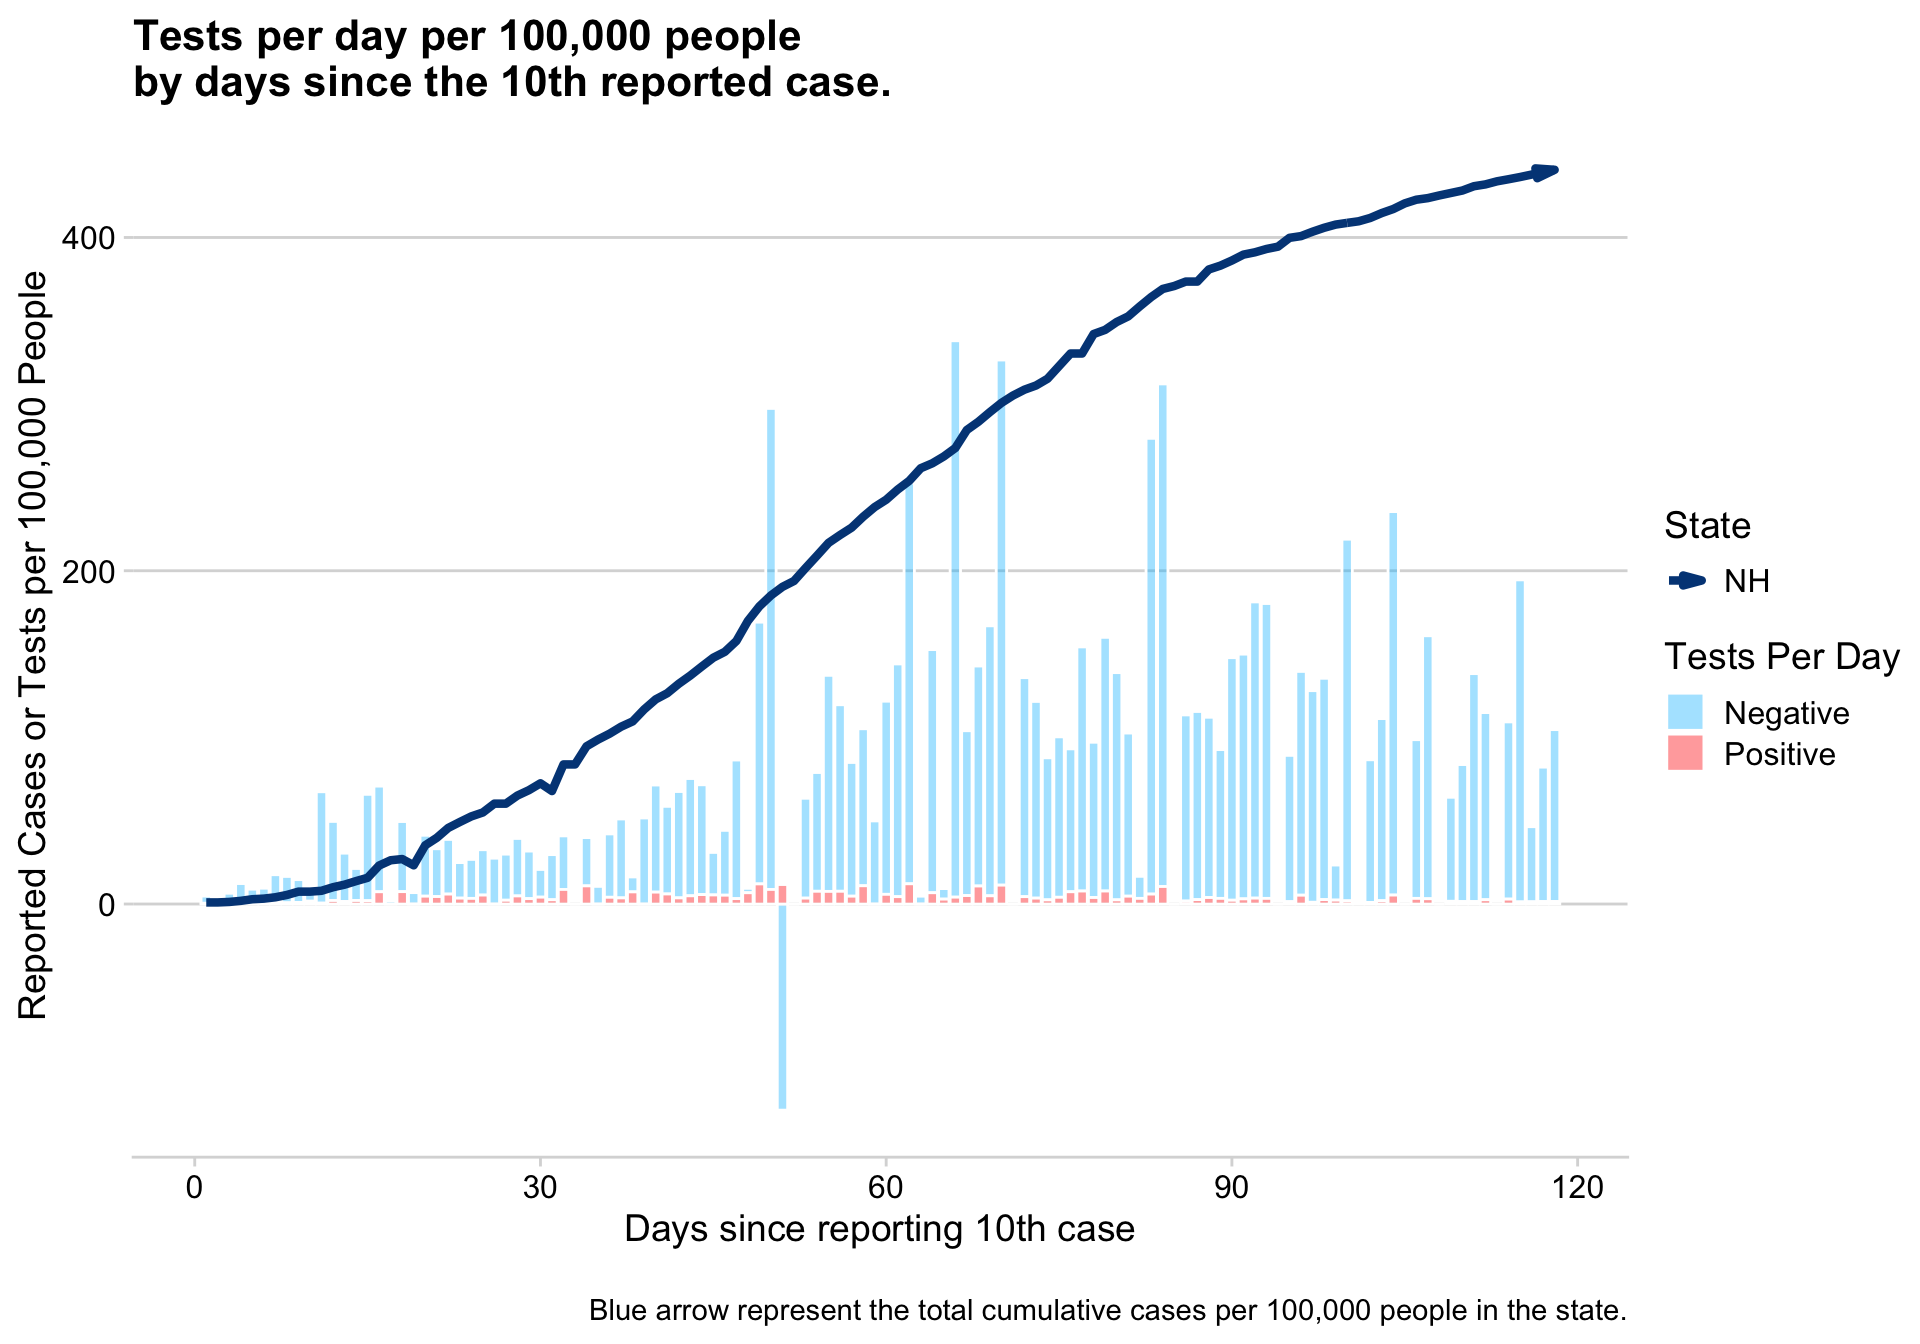 Tests per day per 100,000 people
by days since the 10th reported case.
Reported Cases or Tests per 100,000 People
400
200
0
0
30
60
90
120
Days since reporting 10th case
State
NH
Tests Per Day
Negative
Positive
Blue arrow represent the total cumulative cases per 100,000 people in the state.